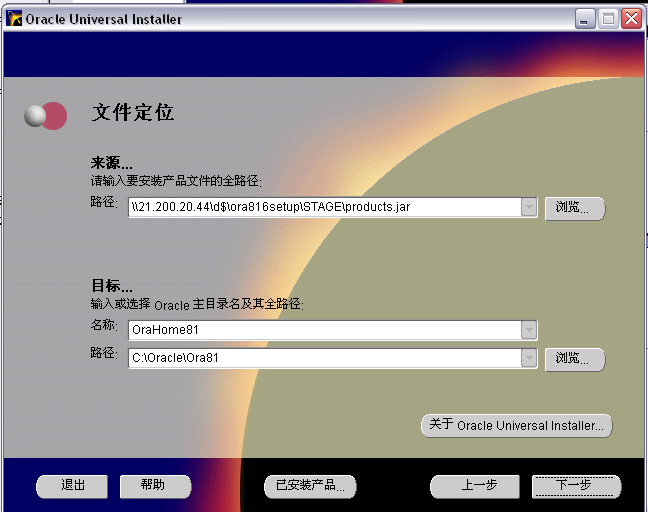 Oracle Universal Installer
文件定位
来源...
请输入要安装产品文件的全路径:
路径: \\21.200.20.44\d$\ora816setup\STAGE\products.jar 浏览...
目标...
输入或选择 Oracle 主目录名及其全路径:
名称: OraHome81
路径: C:\Oracle\Ora81 浏览...
关于 Oracle Universal Installer...
退出 帮助 已安装产品... 上一步 下一步